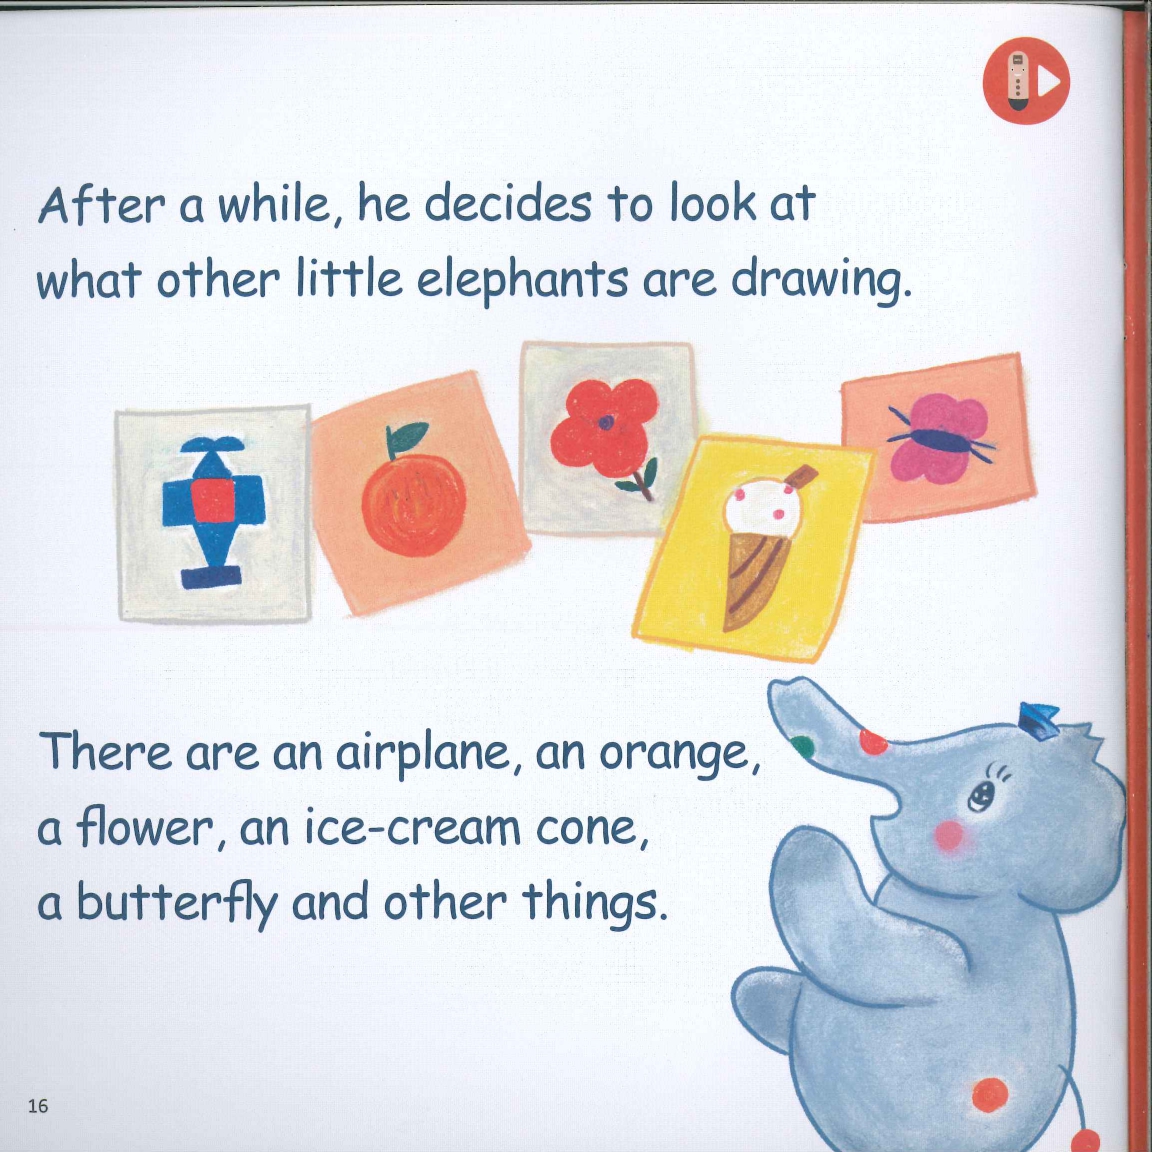 After a while, he decides to look at
what other little elephants are drawing.
There are an airplane, an orange,
a flower, an ice-cream cone,
a butterfly and other things.
16